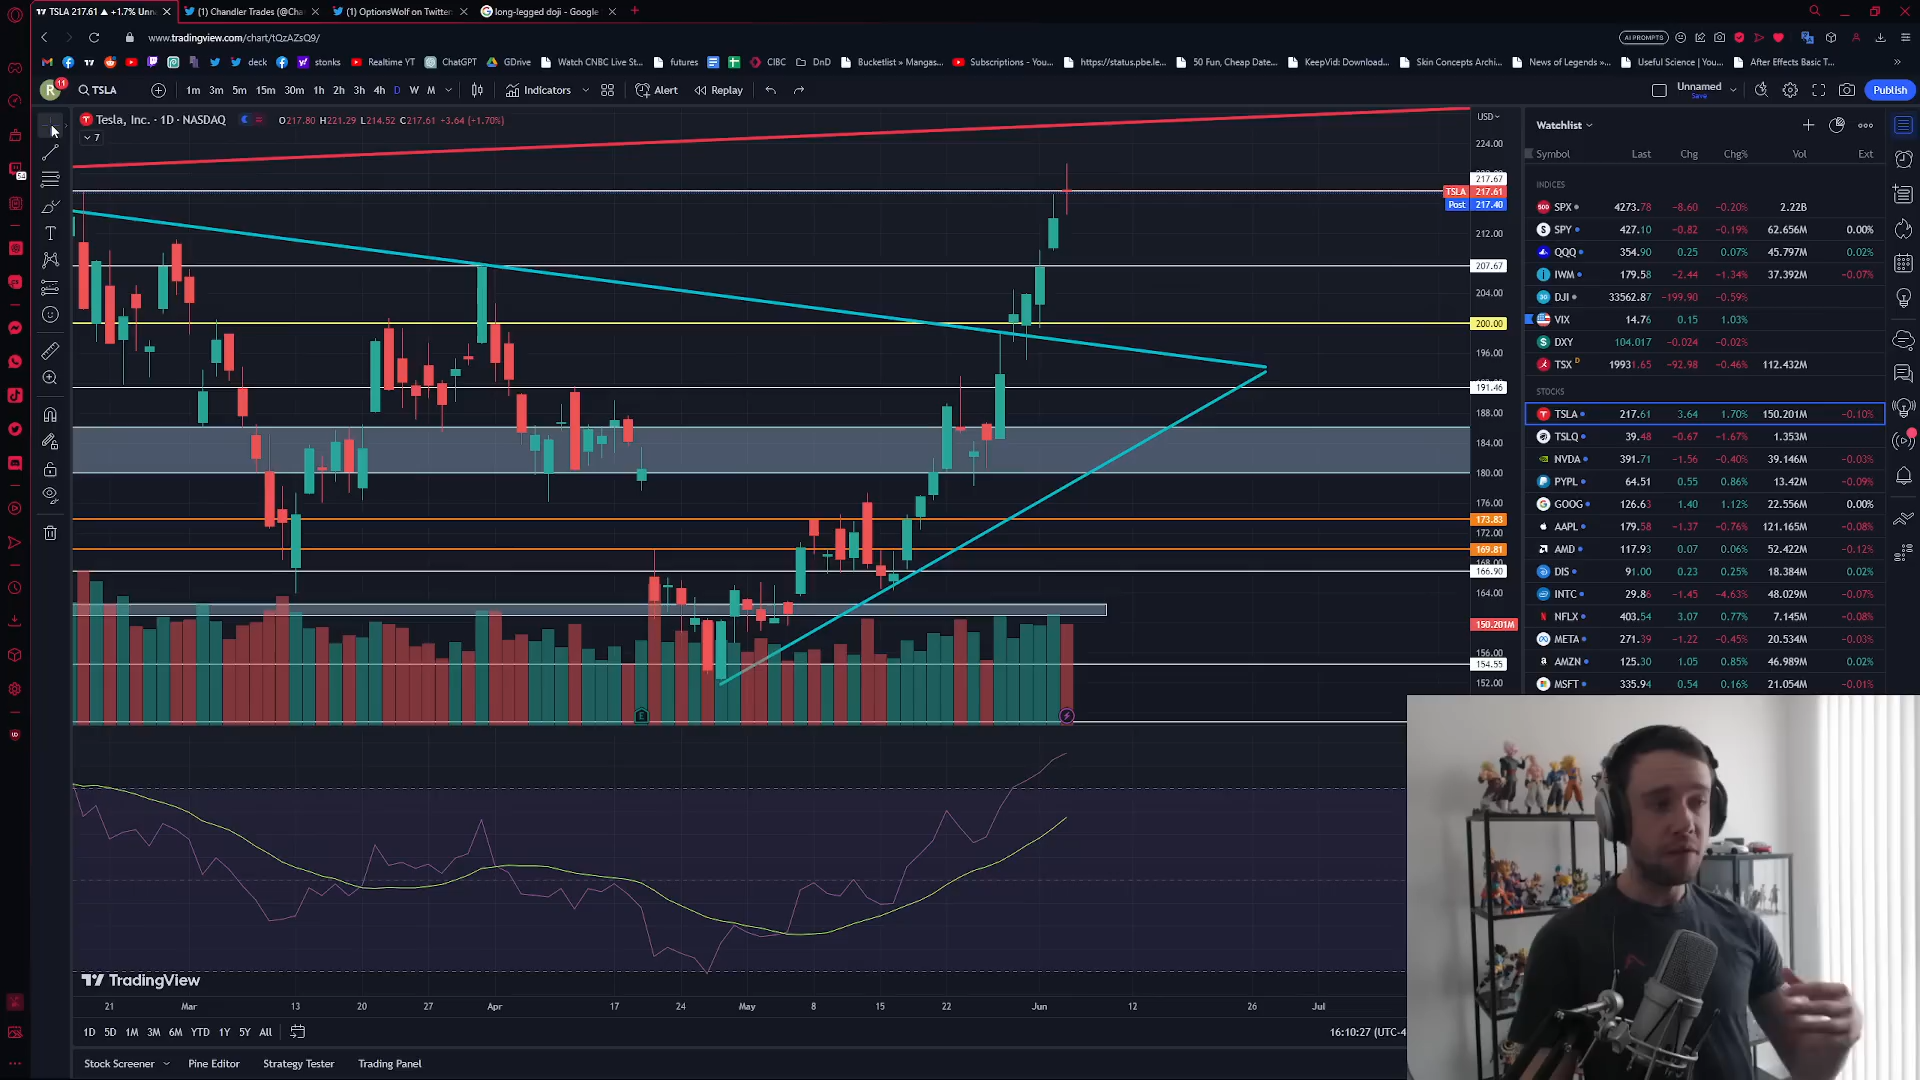 TSLA 217.61 ▲ +1.7% Unna
(1) Chandler Trades (@Cha
(1) OptionsWolf on Twitter
long-legged doji - Google
www.tradingview.com/chart/tQzAZsQ9/
AI PROMPTS
deck
stonks
Realtime YT
ChatGPT
GDrive
Watch CNBC Live St...
futures
CIBC
DnD
Bucketlist » Mangas...
Subscriptions - You...
https://status.pbe.le...
50 Fun, Cheap Date...
KeepVid: Download...
Skin Concepts Archi...
News of Legends »...
Useful Science | You...
After Effects Basic T...
R 11 TSLA 1m 3m 5m 15m 30m 1h 2h 3h 4h D W M Indicators Alert Replay Unnamed Save Publish
Tesla, Inc. · 1D · NASDAQ O217.80 H221.29 L214.52 C217.61 +3.64 (+1.70%)
7
USD
224.00
217.67
TSLA 217.61
Post 217.40
212.00
207.67
204.00
200.00
196.00
191.46
188.00
184.00
180.00
176.00
173.83
172.00
169.81
168.00
166.90
164.00
150.201M
156.00
154.55
152.00
E
TradingView
21 Mar 13 20 27 Apr 17 24 May 8 15 22 Jun 12 26 Jul
1D 5D 1M 3M 6M YTD 1Y 5Y All
16:10:27 (UTC-4
Stock Screener Pine Editor Strategy Tester Trading Panel
Watchlist
Symbol Last Chg Chg% Vol Ext
INDICES
SPX 4273.78 −8.60 −0.20% 2.22B
SPY 427.10 −0.82 −0.19% 62.656M 0.00%
QQQ 354.90 0.25 0.07% 45.797M 0.02%
IWM 179.58 −2.44 −1.34% 37.392M −0.07%
DJI 33562.87 −199.90 −0.59%
VIX 14.76 0.15 1.03%
DXY 104.017 −0.024 −0.02%
TSX D 19931.65 −92.98 −0.46% 112.432M
STOCKS
TSLA 217.61 3.64 1.70% 150.201M −0.10%
TSLQ 39.48 −0.67 −1.67% 1.353M
NVDA 391.71 −1.56 −0.40% 39.146M −0.03%
PYPL 64.51 0.55 0.86% 13.42M −0.09%
GOOG 126.63 1.40 1.12% 22.556M 0.00%
AAPL 179.58 −1.37 −0.76% 121.165M −0.08%
AMD 117.93 0.07 0.06% 52.422M −0.12%
DIS 91.00 0.23 0.25% 18.384M 0.02%
INTC 29.86 −1.45 −4.63% 48.029M −0.07%
NFLX 403.54 3.07 0.77% 7.145M −0.08%
META 271.39 −1.22 −0.45% 20.534M −0.03%
AMZN 125.30 1.05 0.85% 46.989M 0.02%
MSFT 335.94 0.54 0.16% 21.054M −0.01%